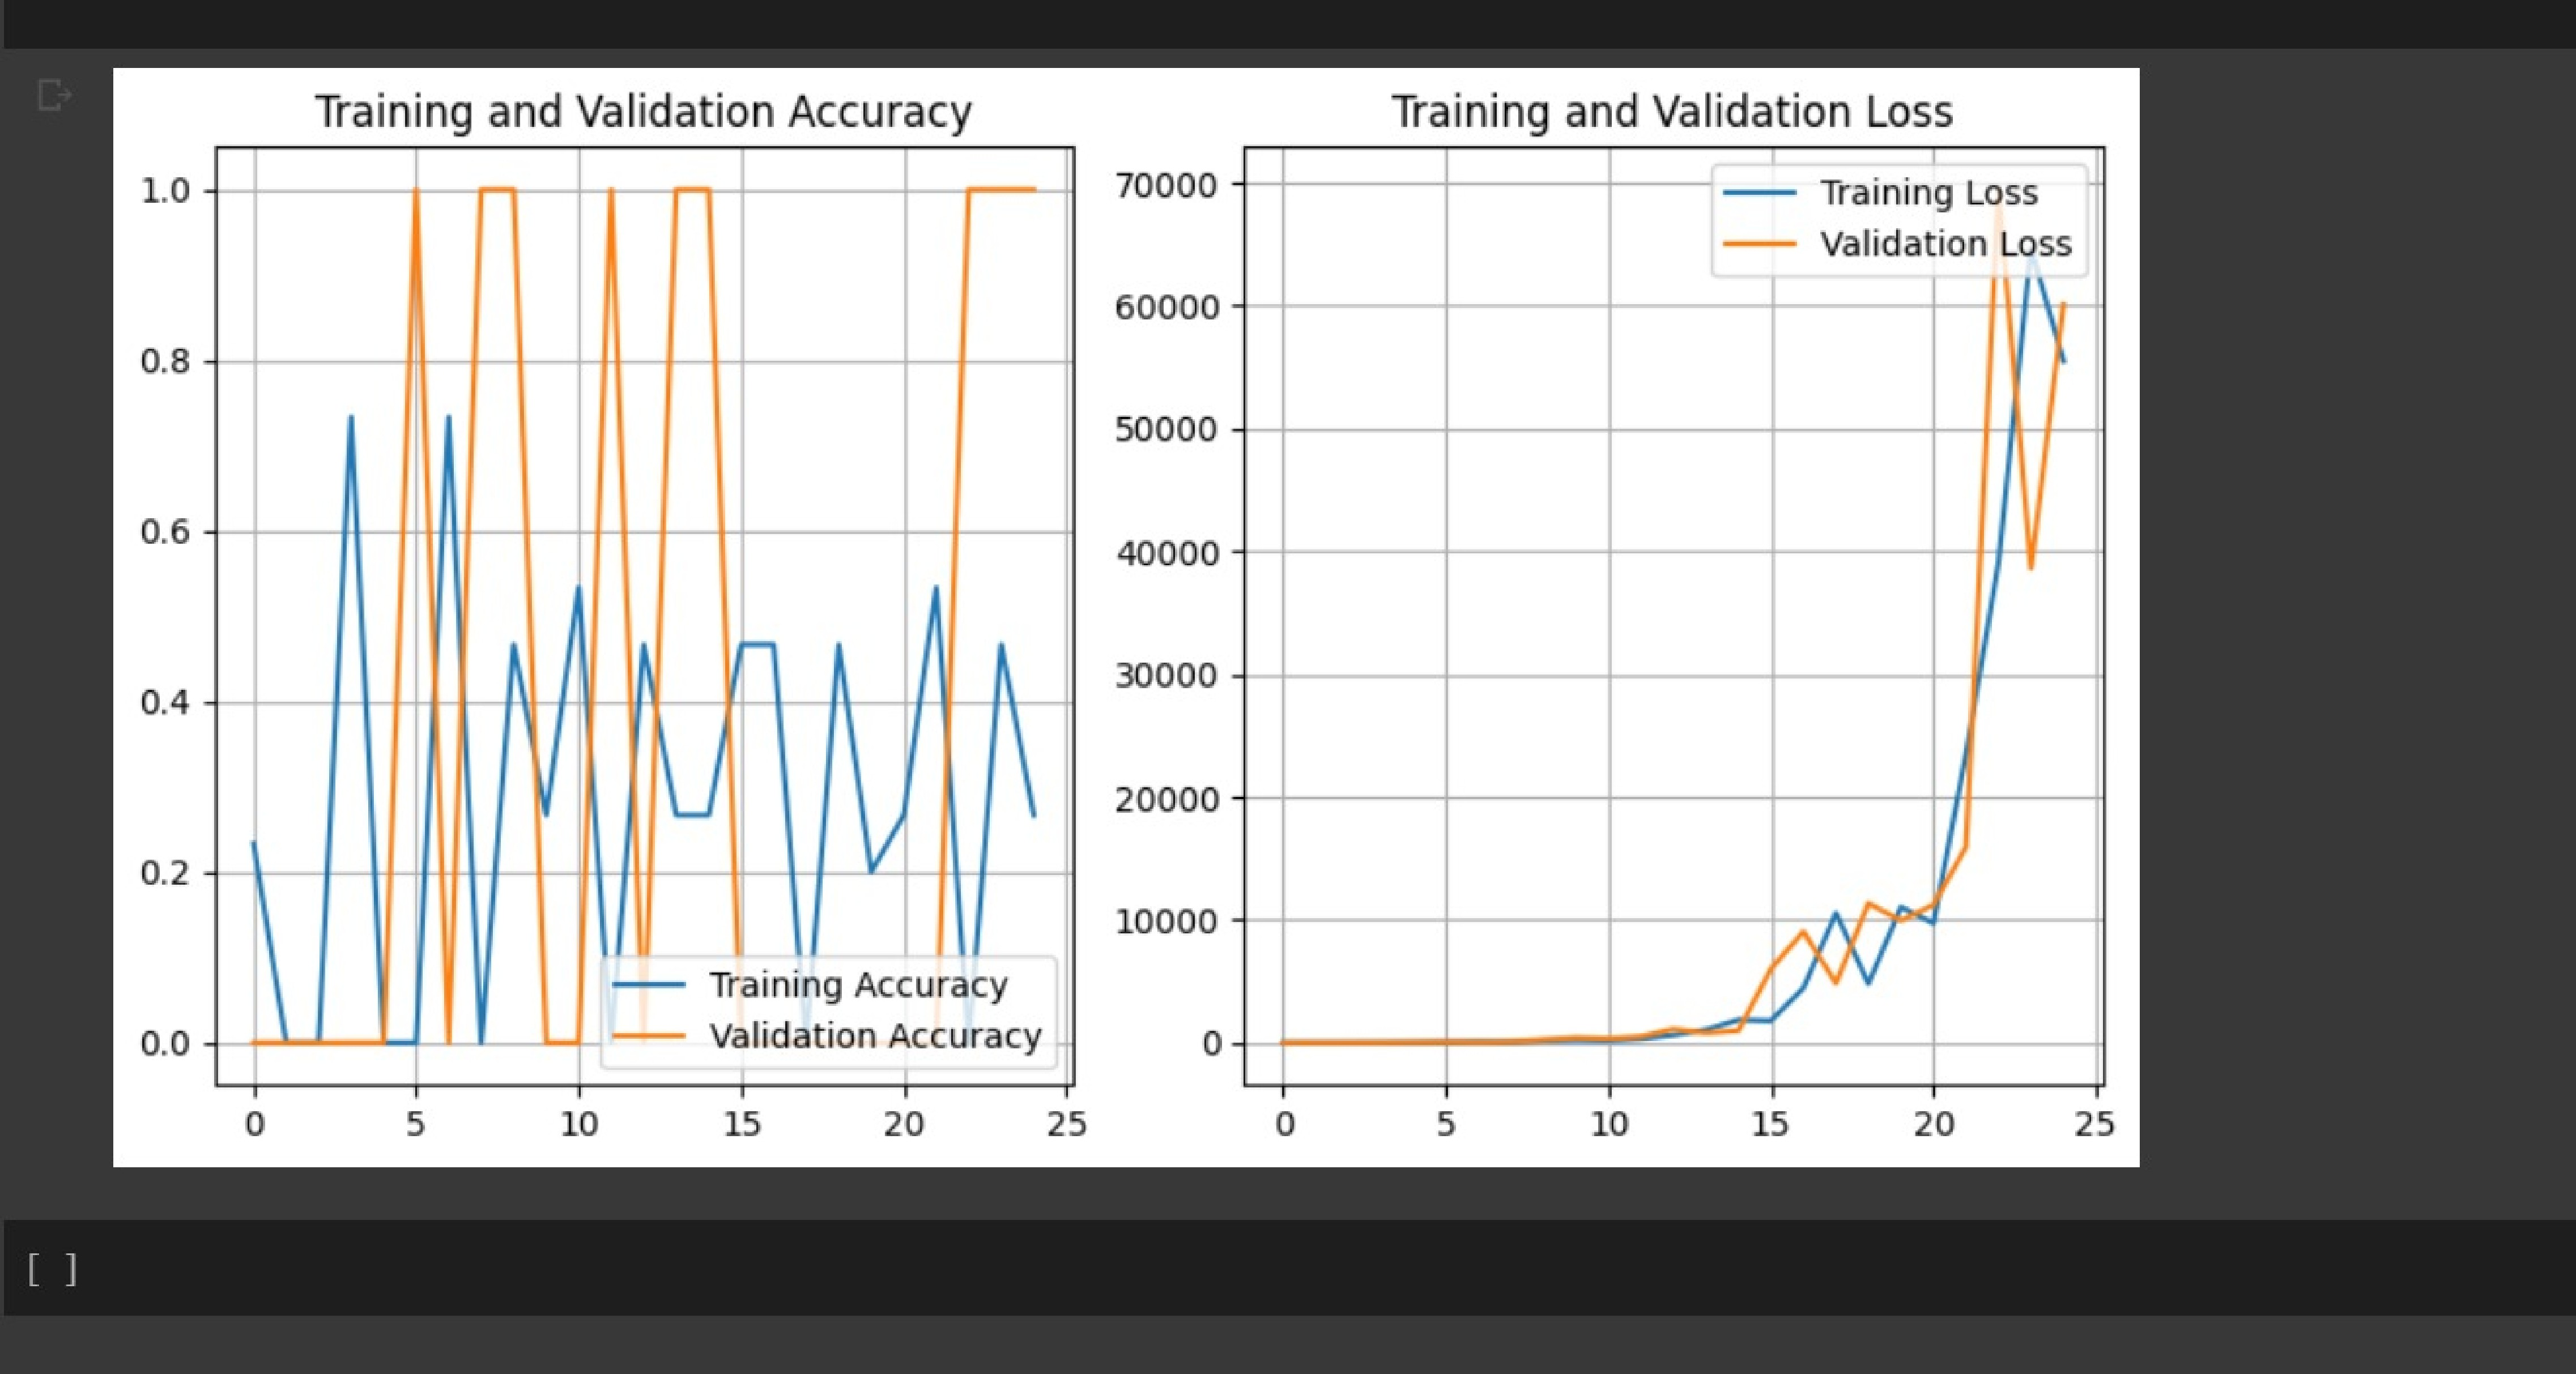 Training and Validation Accuracy
1.0
0.8
0.6
0.4
0.2
0.0
0 5 10 15 20 25
Training Accuracy
Validation Accuracy
Training and Validation Loss
70000
60000
50000
40000
30000
20000
10000
0
0 5 10 15 20 25
Training Loss
Validation Loss
[ ]